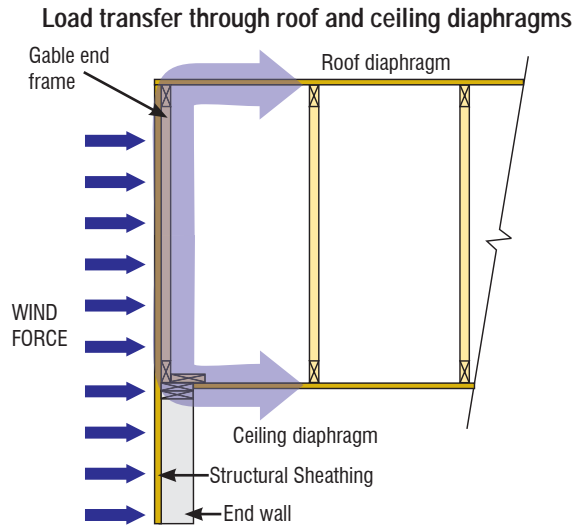 Load transfer through roof and ceiling diaphragms
Gable end
frame
Roof diaphragm
WIND
FORCE
Ceiling diaphragm
Structural Sheathing
End wall